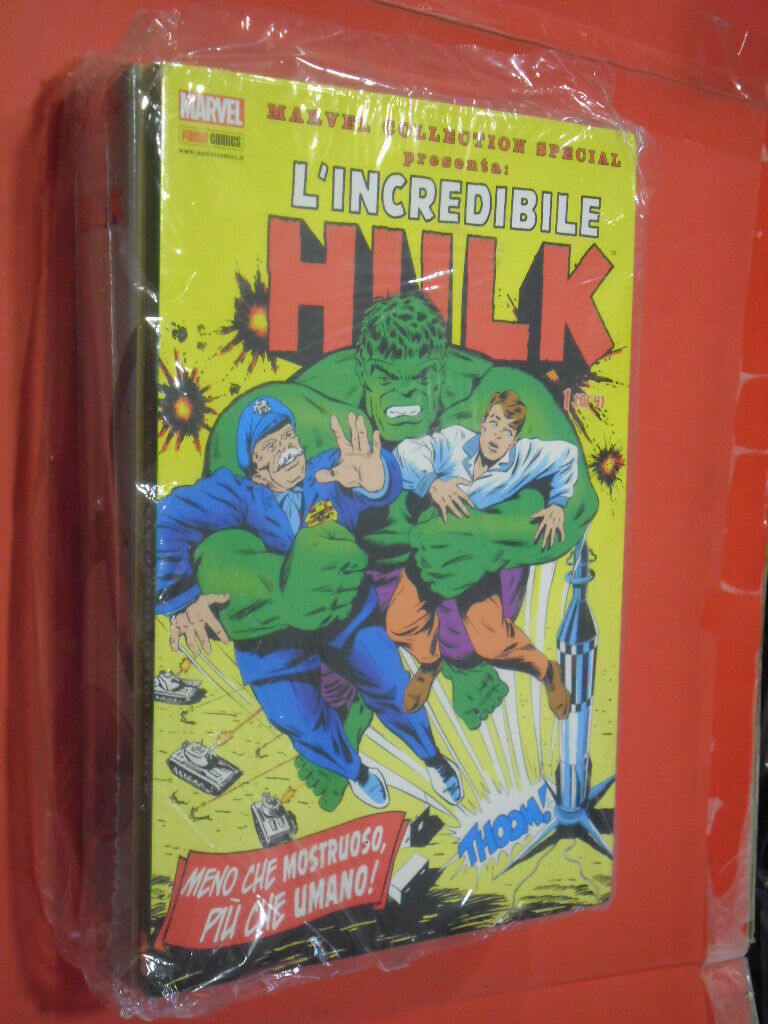 MARVEL
PANINI COMICS
www.paninicomics.it
MARVEL COLLECTION SPECIAL
presenta:
L'INCREDIBILE
HULK
1 (DI 4)
THOOM!
MENO CHE MOSTRUOSO,
PIÙ CHE UMANO!